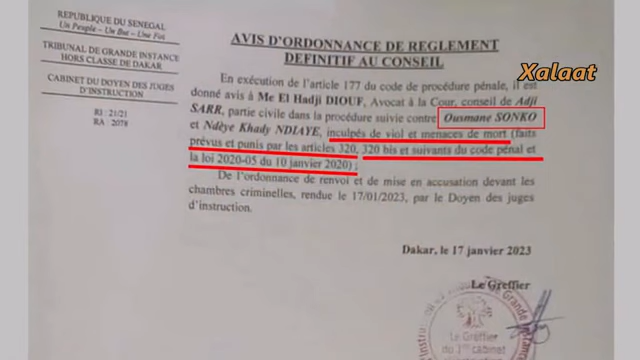 REPUBLIQUE DU SENEGAL
Un Peuple – Un But – Une Foi
TRIBUNAL DE GRANDE INSTANCE
HORS CLASSE DE DAKAR
CABINET DU DOYEN DES JUGES
D'INSTRUCTION
RI : 21/21
RA : 2078
AVIS D'ORDONNANCE DE REGLEMENT
DEFINITIF AU CONSEIL
Xalaat
En exécution de l'article 177 du code de procédure pénale, il est
donné avis à Me El Hadji DIOUF, Avocat à la Cour, conseil de Adji
SARR, partie civile dans la procédure suivie contre Ousmane SONKO
et Ndèye Khady NDIAYE, inculpés de viol et menaces de mort (faits
prévus et punis par les articles 320, 320 bis et suivants du code pénal et
la loi 2020-05 du 10 janvier 2020) ;
De l'ordonnance de renvoi et de mise en accusation devant les
chambres criminelles, rendue le 17/01/2023, par le Doyen des juges
d'instruction.
Dakar, le 17 janvier 2023
Le Greffier
Le Greffier
du 1er cabinet